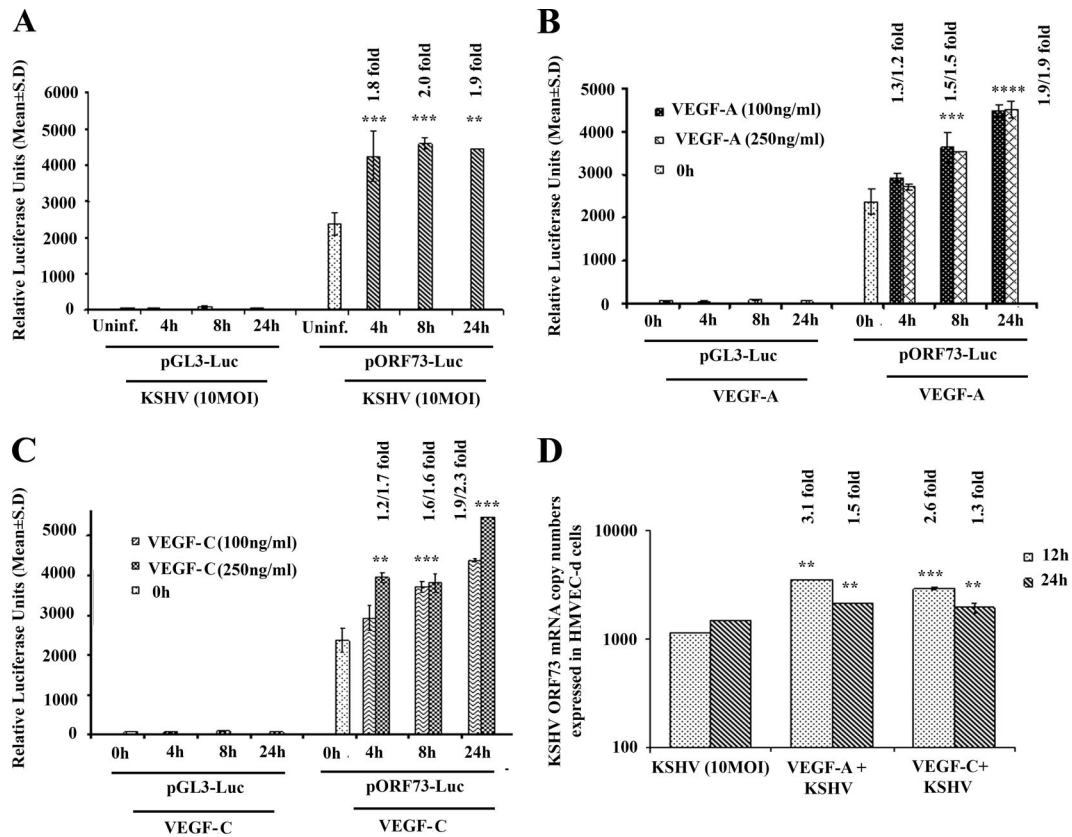 A
Relative Luciferase Units (Mean±S.D)
6000
5000
4000
3000
2000
1000
0
1.8 fold
2.0 fold
1.9 fold
***
***
**
Uninf.
4h
8h
24h
Uninf.
4h
8h
24h
pGL3-Luc
pORF73-Luc
KSHV (10MOI)
KSHV (10MOI)
B
Relative Luciferase Units (Mean±S.D)
5000
4000
3000
2000
1000
0
VEGF-A (100ng/ml)
VEGF-A (250ng/ml)
0h
1.3/1.2 fold
1.5/1.5 fold
1.9/1.9 fold
***
****
0h
4h
8h
24h
0h
4h
8h
24h
pGL3-Luc
pORF73-Luc
VEGF-A
VEGF-A
C
Relative Luciferase Units (Mean±S.D)
5000
4000
3000
2000
1000
0
VEGF-C (100ng/ml)
VEGF-C (250ng/ml)
0h
1.2/1.7 fold
1.6/1.6 fold
1.9/2.3 fold
**
***
***
0h
4h
8h
24h
0h
4h
8h
24h
pGL3-Luc
pORF73-Luc
VEGF-C
VEGF-C
D
KSHV ORF73 mRNA copy numbers
expressed in HMVEC-d cells
10000
1000
100
3.1 fold
1.5 fold
2.6 fold
1.3 fold
**
**
***
**
12h
24h
KSHV (10MOI)
VEGF-A +
KSHV
VEGF-C+
KSHV